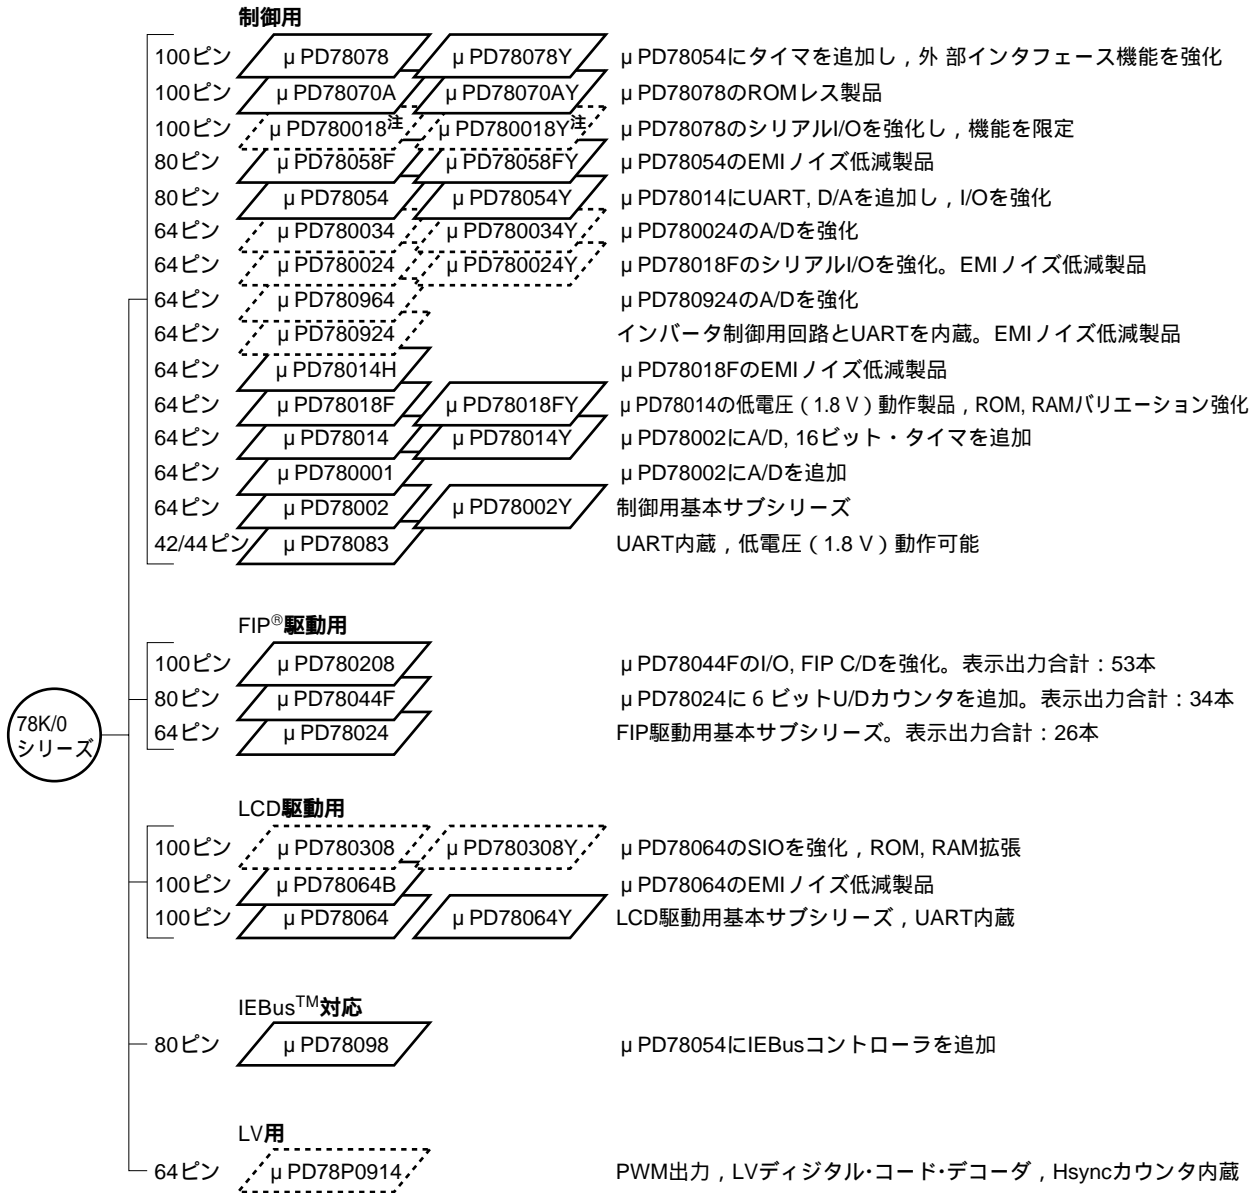 制御用
100ピン μPD78078 μPD78078Y μPD78054にタイマを追加し，外 部インタフェース機能を強化
100ピン μPD78070A μPD78070AY μPD78078のROMレス製品
100ピン μPD780018注 μPD780018Y注 μPD78078のシリアルI/Oを強化し，機能を限定
80ピン μPD78058F μPD78058FY μPD78054のEMIノイズ低減製品
80ピン μPD78054 μPD78054Y μPD78014にUART, D/Aを追加し，I/Oを強化
64ピン μPD780034 μPD780034Y μPD780024のA/Dを強化
64ピン μPD780024 μPD780024Y μPD78018FのシリアルI/Oを強化。EMIノイズ低減製品
64ピン μPD780964 μPD780924のA/Dを強化
64ピン μPD780924 インバータ制御用回路とUARTを内蔵。EMIノイズ低減製品
64ピン μPD78014H μPD78018FのEMIノイズ低減製品
64ピン μPD78018F μPD78018FY μPD78014の低電圧（1.8 V）動作製品，ROM, RAMバリエーション強化
64ピン μPD78014 μPD78014Y μPD78002にA/D, 16ビット・タイマを追加
64ピン μPD780001 μPD78002にA/Dを追加
64ピン μPD78002 μPD78002Y 制御用基本サブシリーズ
42/44ピン μPD78083 UART内蔵，低電圧（1.8 V）動作可能
FIP®駆動用
100ピン μPD780208 μPD78044FのI/O, FIP C/Dを強化。表示出力合計：53本
80ピン μPD78044F μPD78024に6ビットU/Dカウンタを追加。表示出力合計：34本
64ピン μPD78024 FIP駆動用基本サブシリーズ。表示出力合計：26本
78K/0
シリーズ
LCD駆動用
100ピン μPD780308 μPD780308Y μPD78064のSIOを強化，ROM, RAM拡張
100ピン μPD78064B μPD78064のEMIノイズ低減製品
100ピン μPD78064 μPD78064Y LCD駆動用基本サブシリーズ，UART内蔵
IEBus™対応
80ピン μPD78098 μPD78054にIEBusコントローラを追加
LV用
64ピン μPD78P0914 PWM出力，LVディジタル・コード・デコーダ，Hsyncカウンタ内蔵